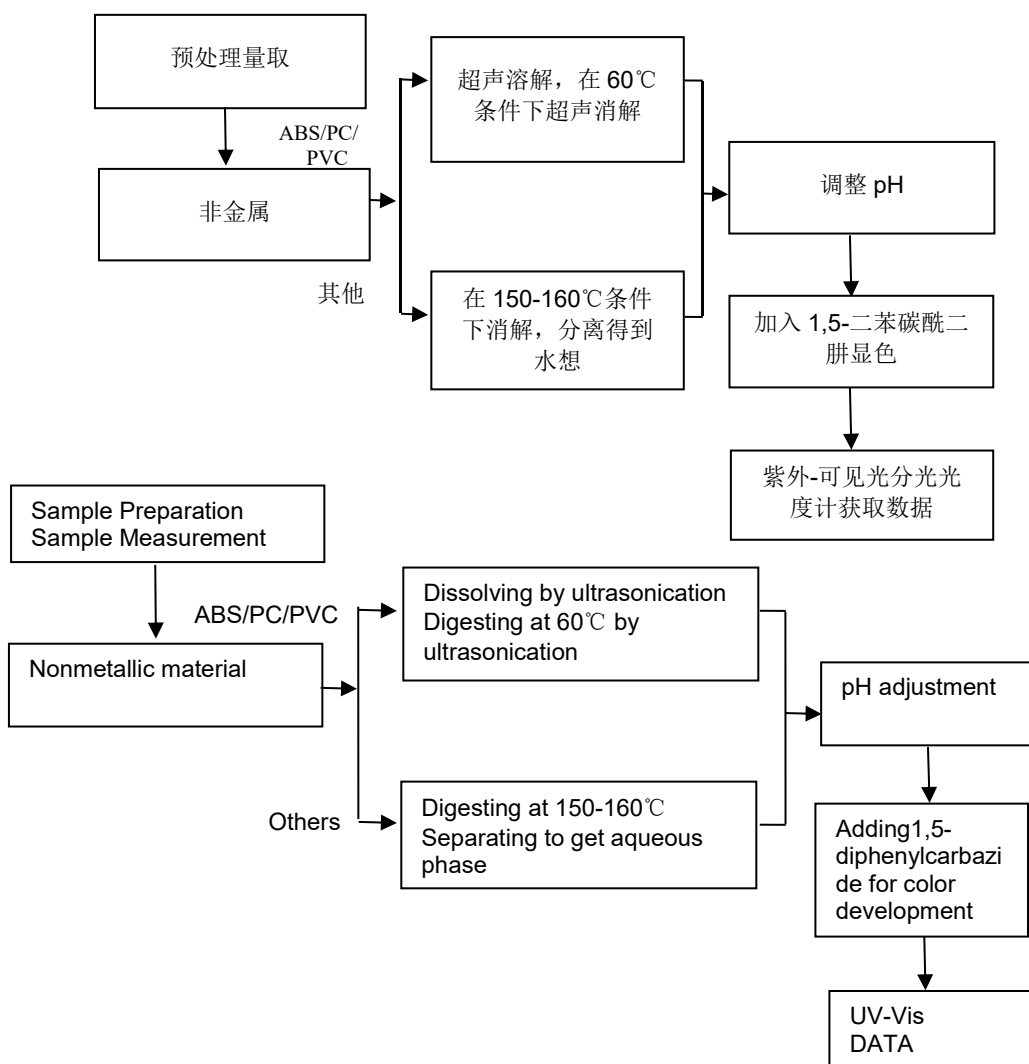 预处理量取
ABS/PC/
PVC
非金属
其他
超声溶解，在 60℃
条件下超声消解
在 150-160℃条件
下消解，分离得到
水想
调整 pH
加入 1,5-二苯碳酰二
肼显色
紫外-可见光分光光
度计获取数据
Sample Preparation
Sample Measurement
ABS/PC/PVC
Nonmetallic material
Others
Dissolving by ultrasonication
Digesting at 60℃ by
ultrasonication
Digesting at 150-160℃
Separating to get aqueous
phase
pH adjustment
Adding1,5-
diphenylcarbazi
de for color
development
UV-Vis
DATA